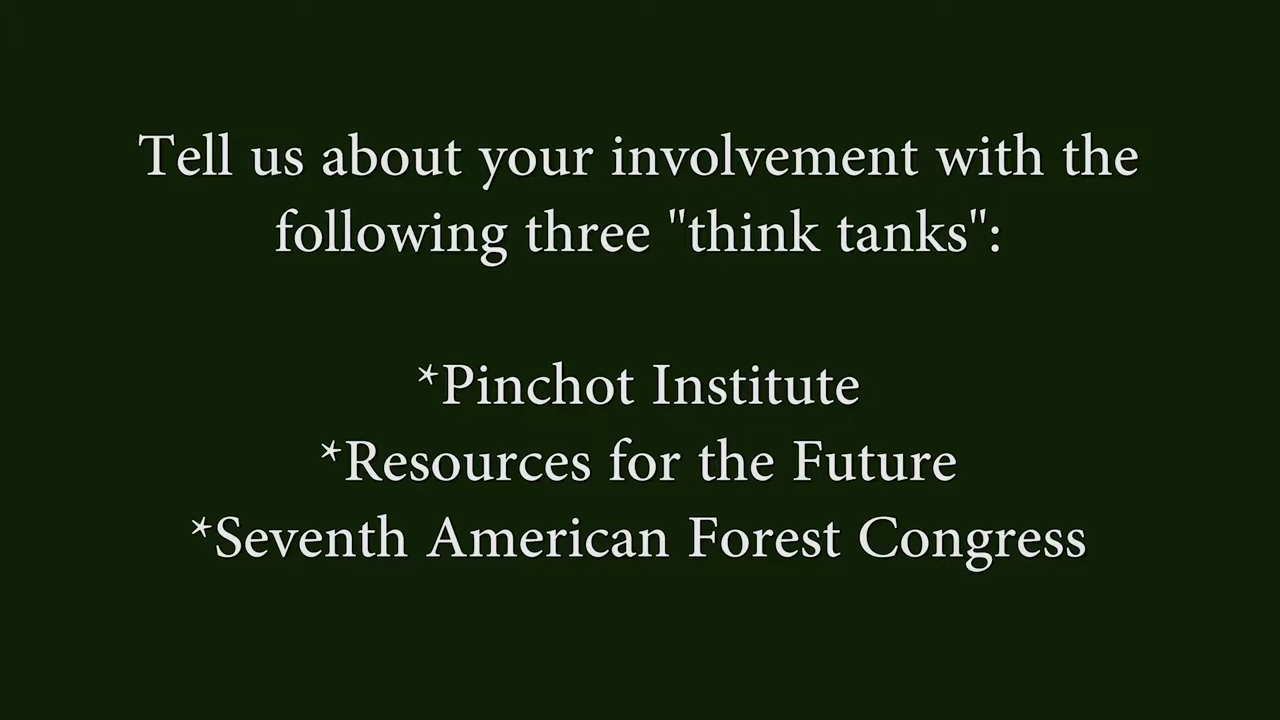 Tell us about your involvement with the
following three "think tanks":
*Pinchot Institute
*Resources for the Future
*Seventh American Forest Congress